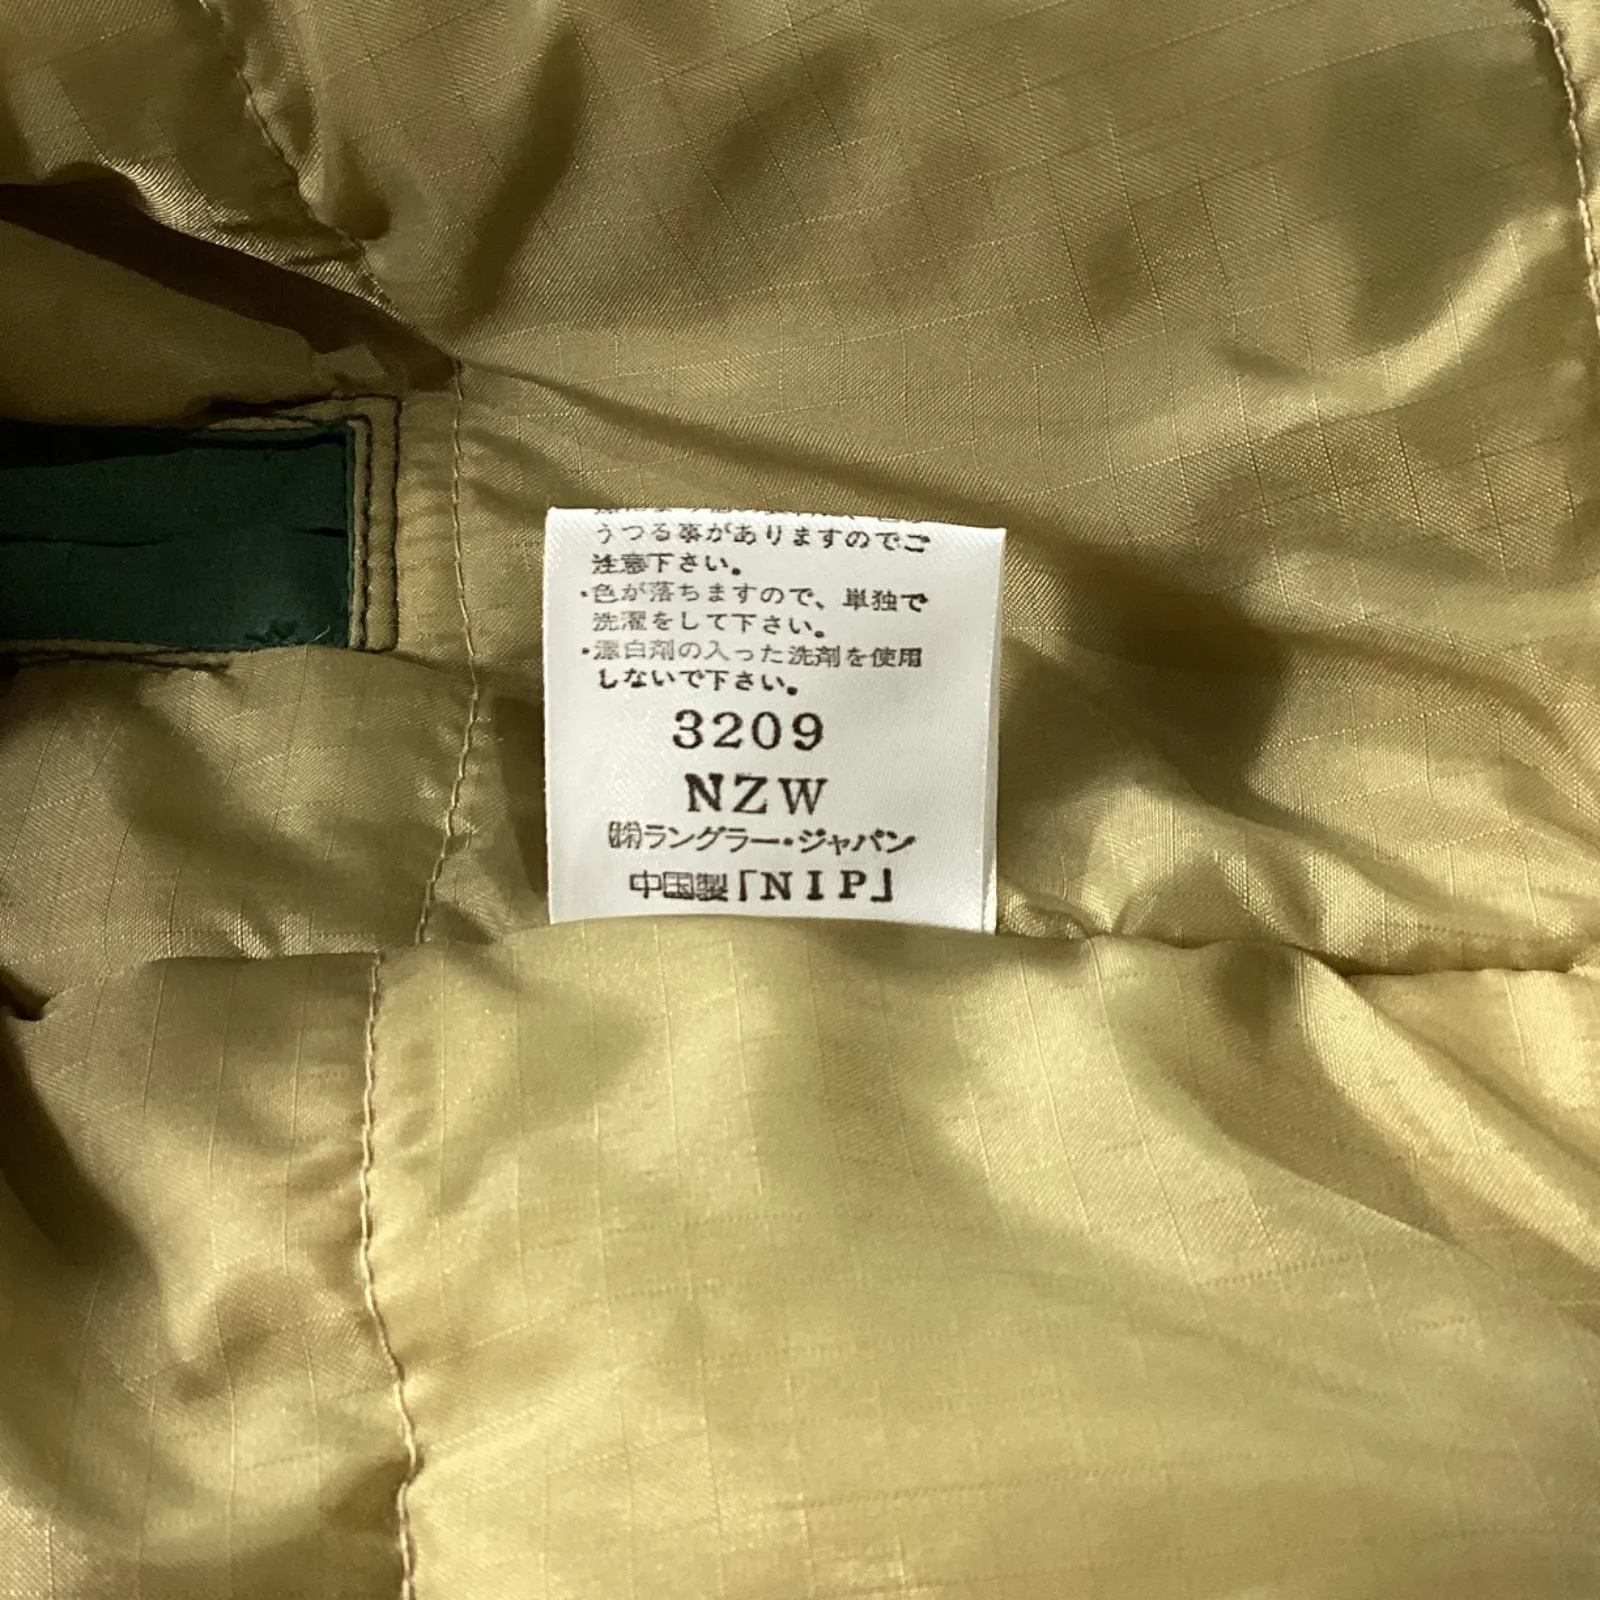 うつる事がありますのでご
注意下さい。
・色が落ちますので、単独で
洗濯をして下さい。
・漂白剤の入った洗剤を使用
しないで下さい。
3209
NZW
㈱ラングラー・ジャパン
中国製「NIP」